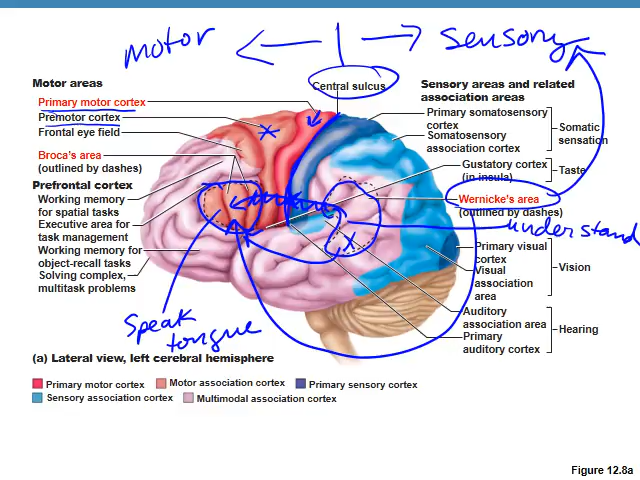 motor
sensory
Motor areas
Primary motor cortex
Premotor cortex
Frontal eye field
Broca's area
(outlined by dashes)
Prefrontal cortex
Working memory
for spatial tasks
Executive area for
task management
Working memory for
object-recall tasks
Solving complex,
multitask problems
Central sulcus
Sensory areas and related
association areas
Primary somatosensory
cortex
Somatosensory
association cortex
Somatic
sensation
Gustatory cortex
(in insula)
Taste
Wernicke's area
(outlined by dashes)
understand
Primary visual
cortex
Visual
association
area
Vision
Auditory
association area
Primary
auditory cortex
Hearing
Speak
tongue
(a) Lateral view, left cerebral hemisphere
Primary motor cortex
Motor association cortex
Primary sensory cortex
Sensory association cortex
Multimodal association cortex
Figure 12.8a